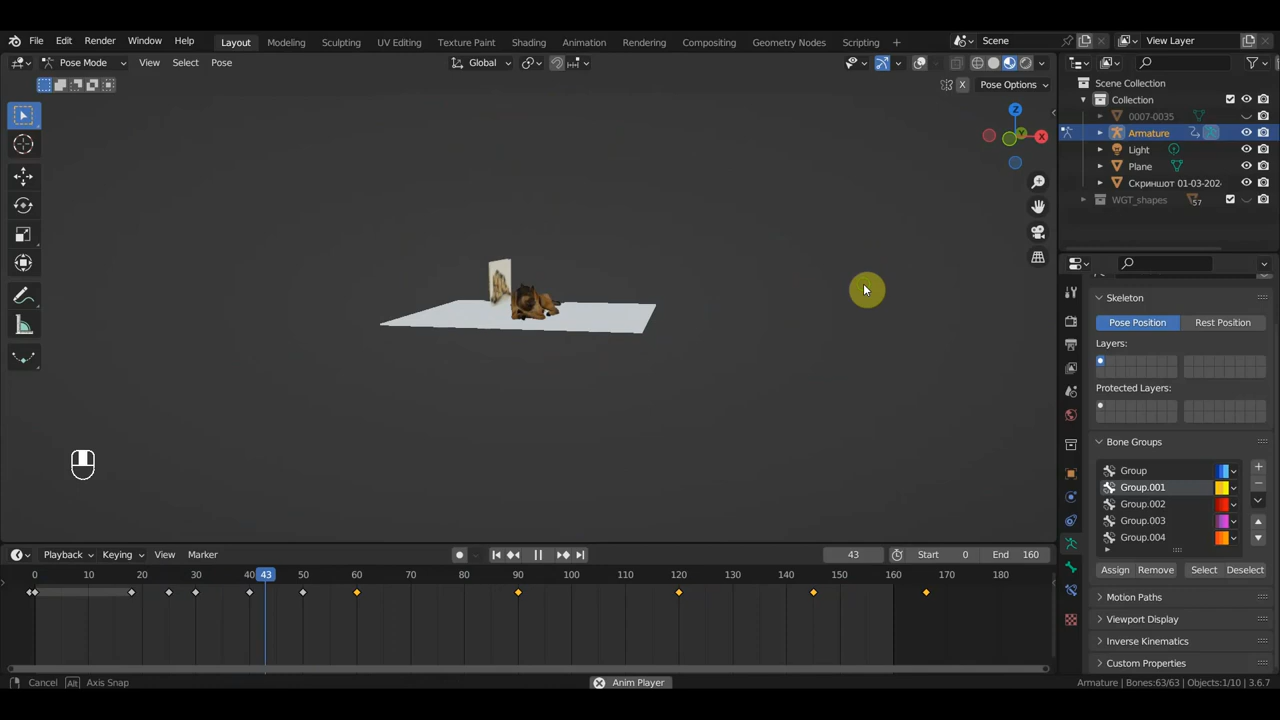 File Edit Render Window Help Layout Modeling Sculpting UV Editing Texture Paint Shading Animation Rendering Compositing Geometry Nodes Scripting + Scene View Layer
Pose Mode View Select Pose Global
X Pose Options
Scene Collection
Collection
0007-0035
Armature
Light
Plane
Скриншот 01-03-202
WGT_shapes 57
Z
Y X
Skeleton
Pose Position Rest Position
Layers:
Protected Layers:
Bone Groups
Group
Group.001
Group.002
Group.003
Group.004
Assign Remove Select Deselect
Motion Paths
Viewport Display
Inverse Kinematics
Custom Properties
Playback Keying View Marker 43 Start 0 End 160
0 10 20 30 40 43 50 60 70 80 90 100 110 120 130 140 150 160 170 180
Cancel Alt Axis Snap Anim Player Armature | Bones:63/63 | Objects:1/10 | 3.6.7